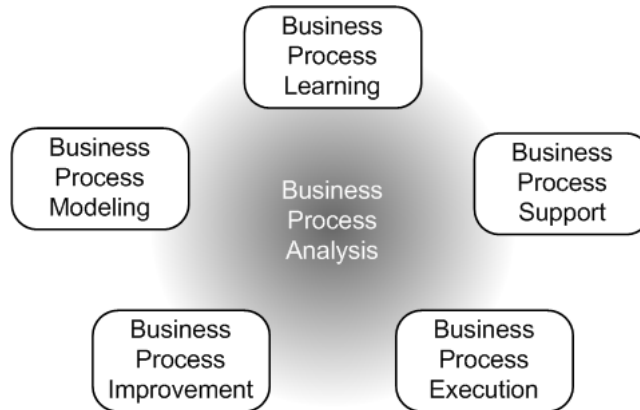 Business
Process
Learning
Business
Process
Modeling
Business
Process
Support
Business
Process
Analysis
Business
Process
Improvement
Business
Process
Execution